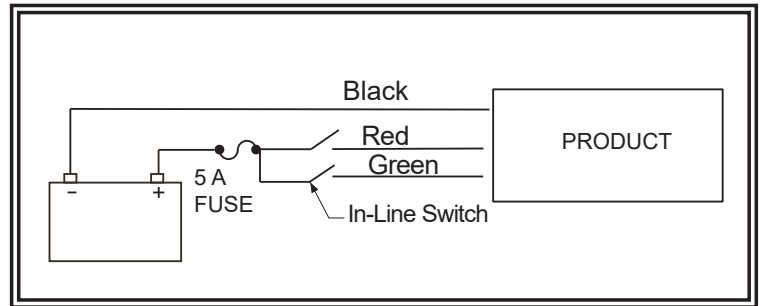 Black
Red
PRODUCT
Green
5 A
FUSE
- +
In-Line Switch